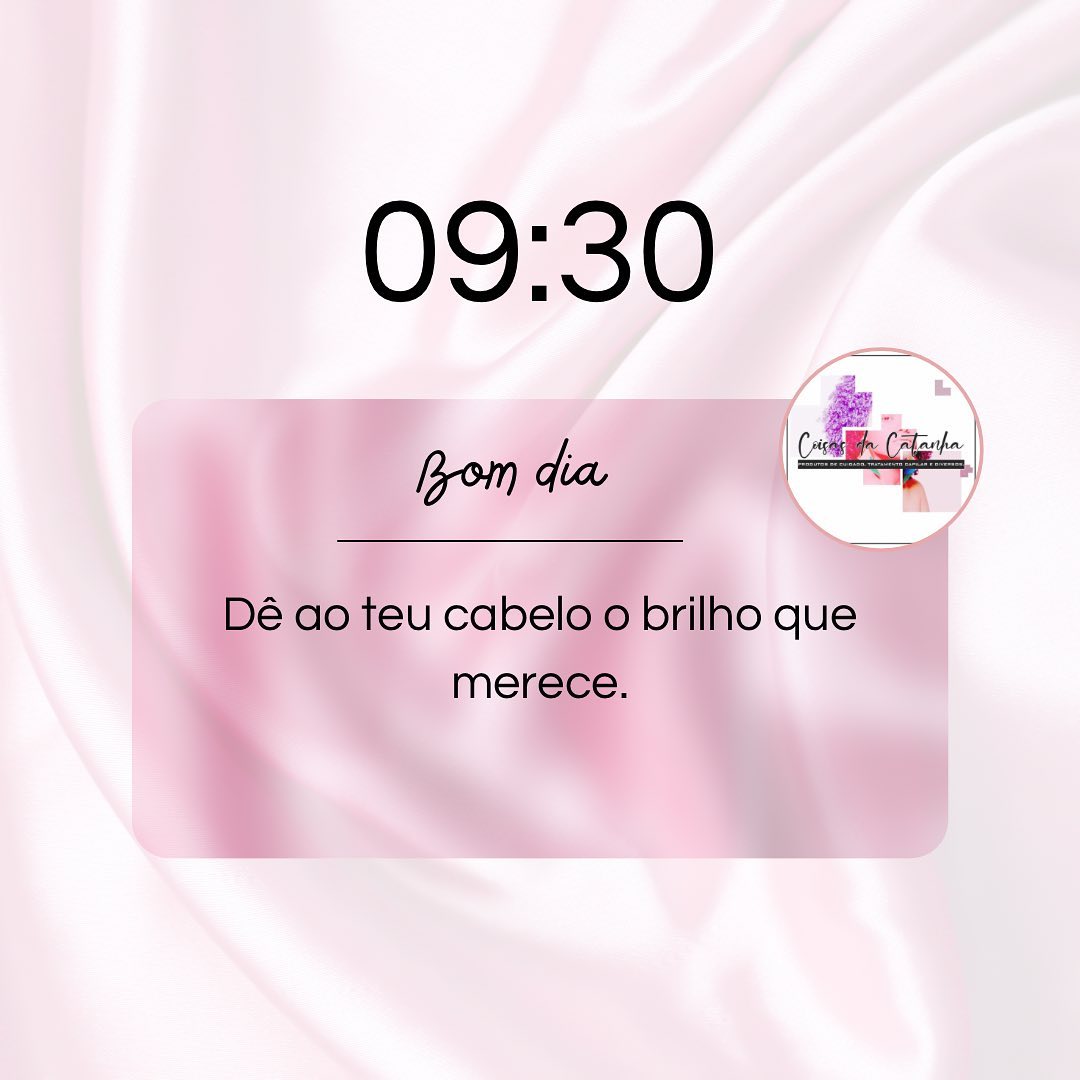 09:30
Coisas da Catanha
PRODUTOS DE CUIDADO, TRATAMENTO CAPILAR E DIVERSOS.
Bom dia
Dê ao teu cabelo o brilho que
merece.